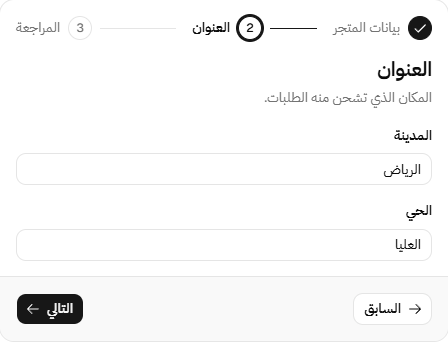 بيانات المتجر 2 العنوان 3 المراجعة
العنوان
المكان الذي تشحن منه الطلبات.
المدينة
الرياض
الحي
العليا
السابق التالي